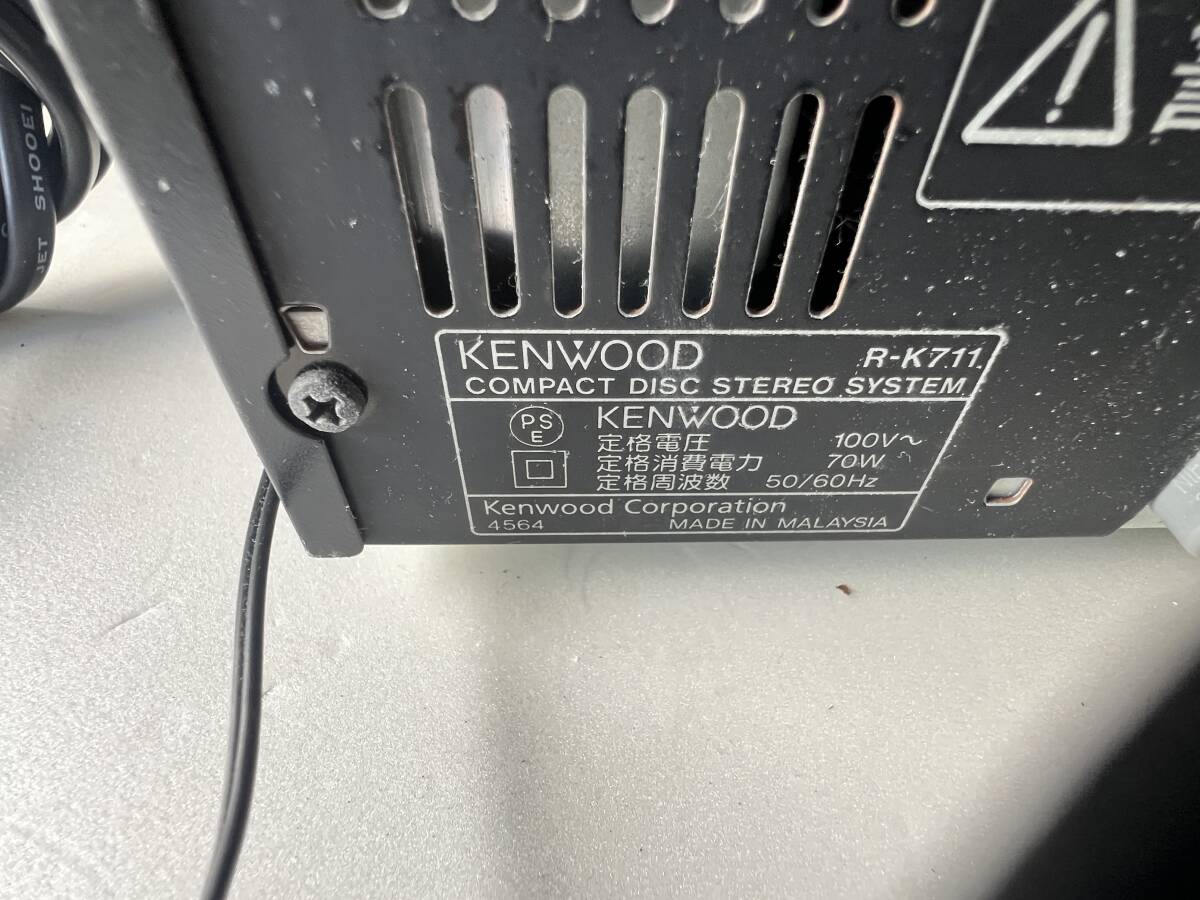 JET SHOOEI
KENWOOD R-K711
COMPACT DISC STEREO SYSTEM
PS
E
KENWOOD
定格電圧 100V~
定格消費電力 70W
定格周波数 50/60Hz
Kenwood Corporation
4564 MADE IN MALAYSIA